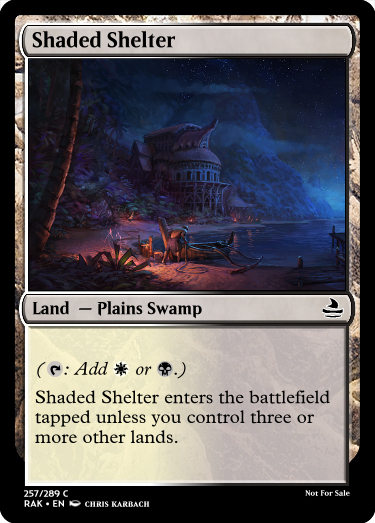 Shaded Shelter
Land — Plains Swamp
(: Add or .)
Shaded Shelter enters the battlefield
tapped unless you control three or
more other lands.
257/289 C
RAK • EN CHRIS KARBACH
Not For Sale